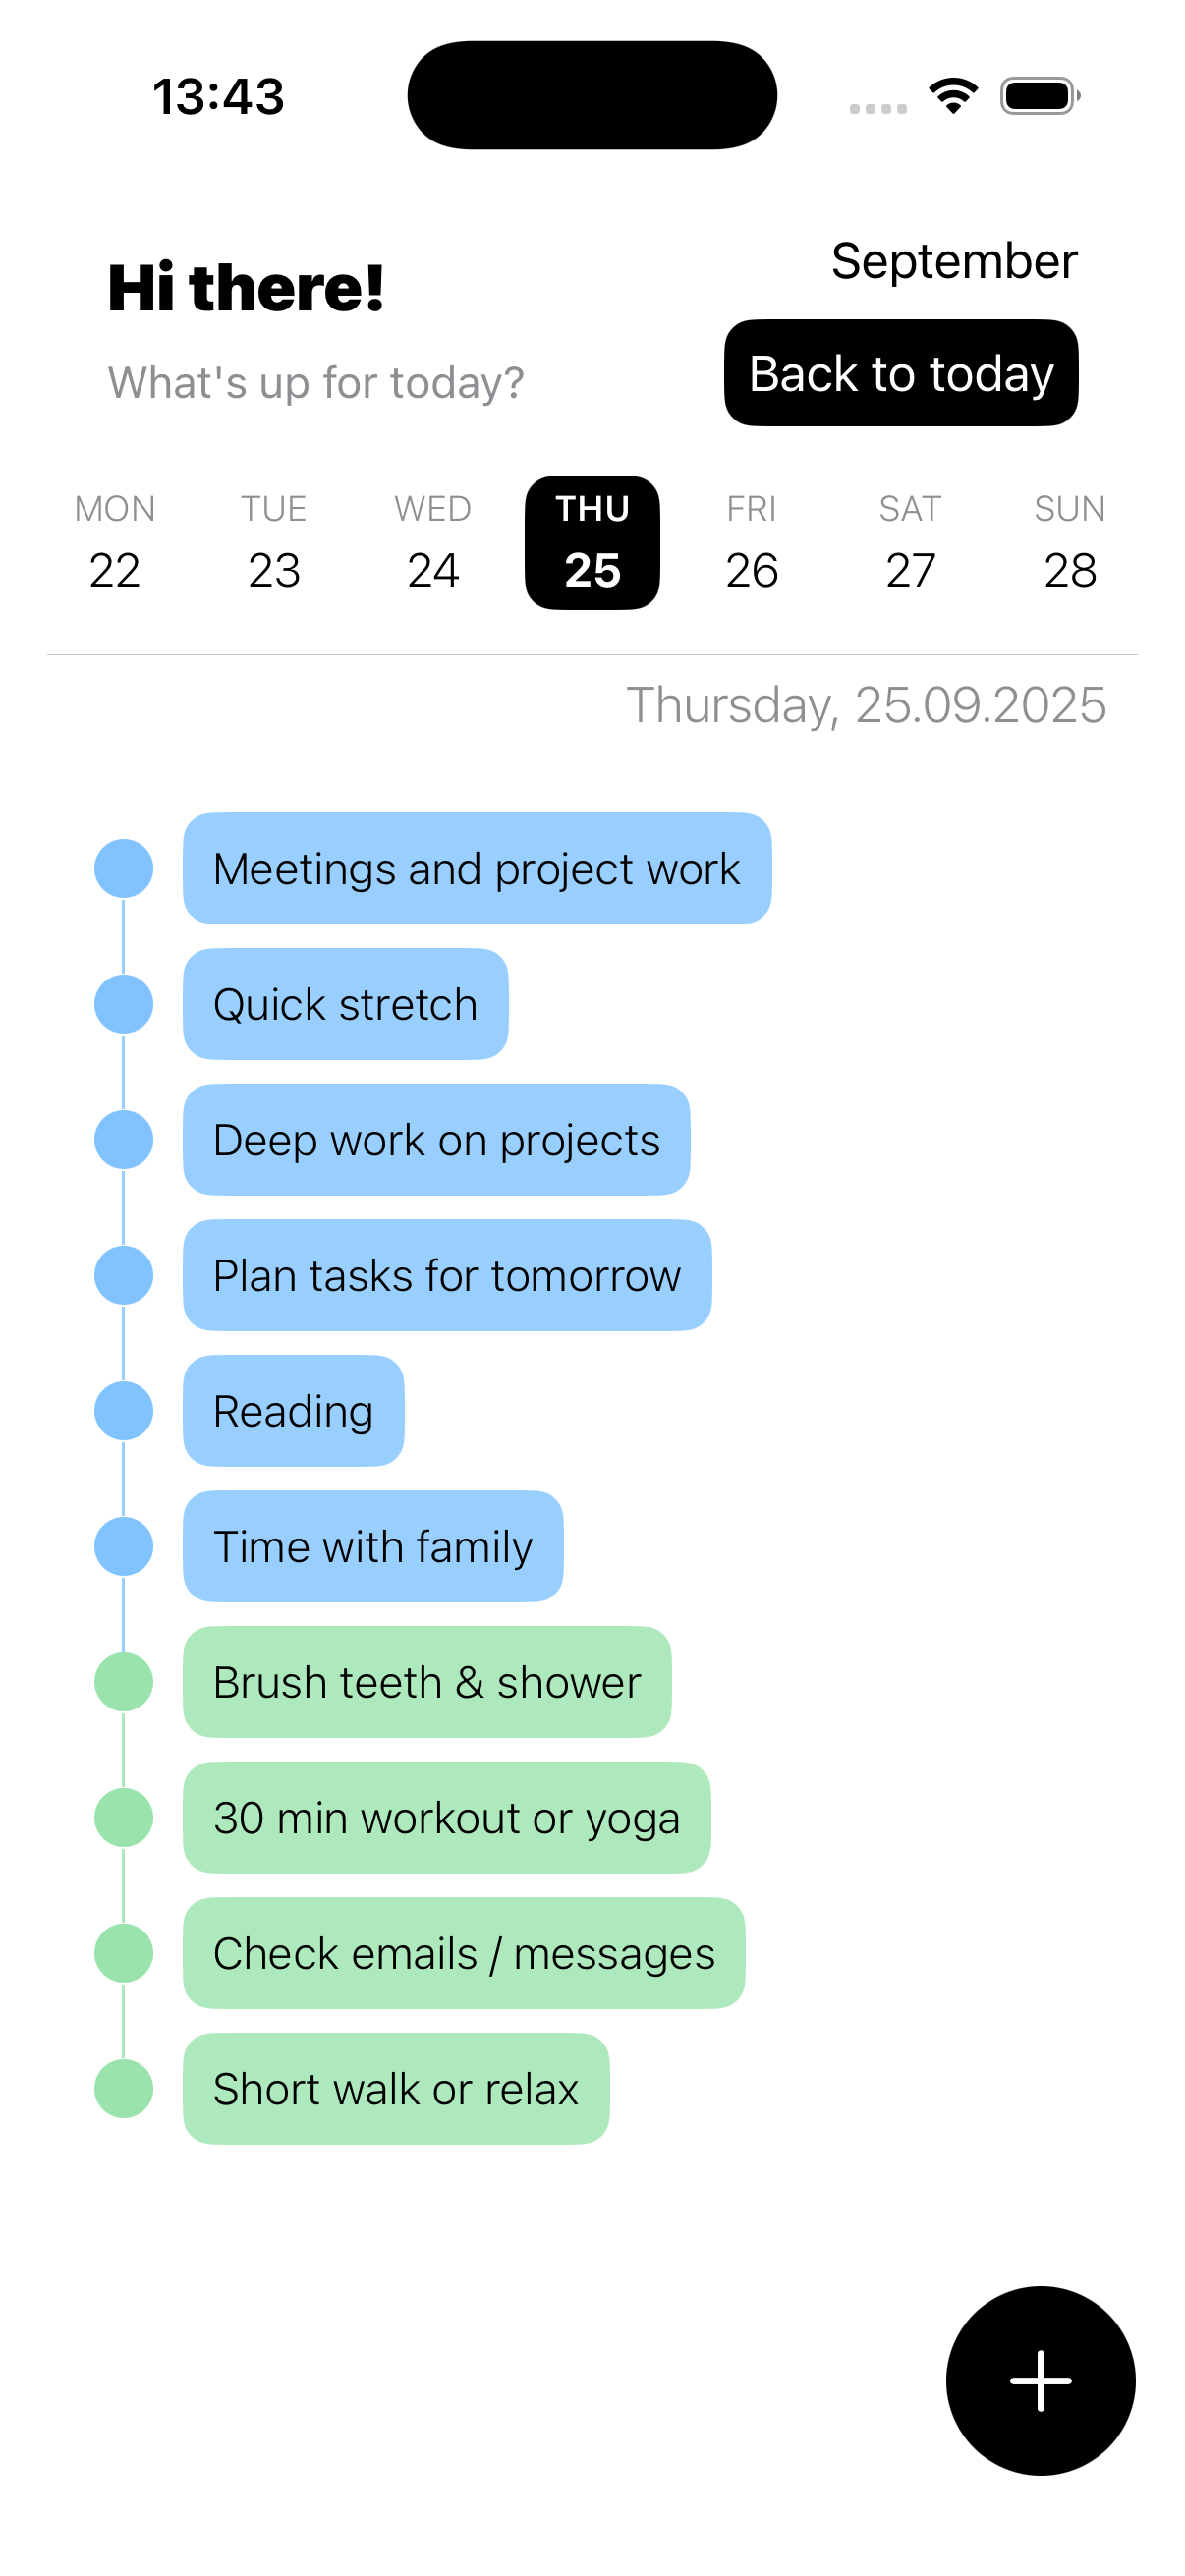 13:43
Hi there!
What's up for today?
September
Back to today
MON TUE WED THU FRI SAT SUN
22 23 24 25 26 27 28
Thursday, 25.09.2025
Meetings and project work
Quick stretch
Deep work on projects
Plan tasks for tomorrow
Reading
Time with family
Brush teeth & shower
30 min workout or yoga
Check emails / messages
Short walk or relax